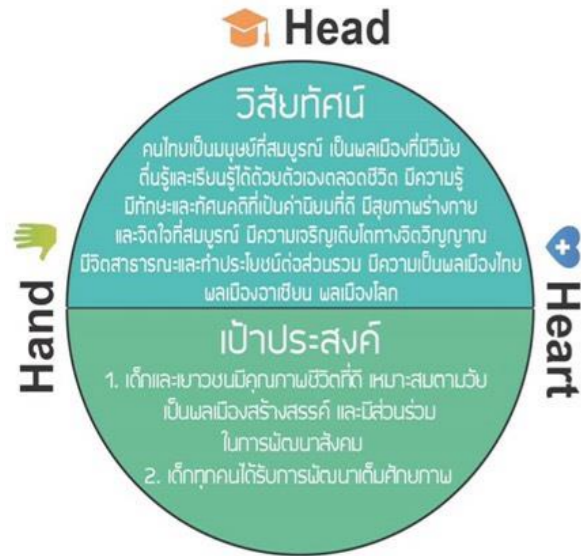 Head
วิสัยทัศน์
คนไทยเป็นมนุษย์ที่สมบูรณ์ เป็นพลเมืองที่มีวินัย
ตื่นรู้และเรียนรู้ได้ด้วยตัวเองตลอดชีวิต มีความรู้
มีทักษะและทัศนคติที่เป็นค่านิยมที่ดี มีสุขภาพร่างกาย
และจิตใจที่สมบูรณ์ มีความเจริญเติบโตทางจิตวิญญาณ
มีจิตสาธารณะและทำประโยชน์ต่อส่วนรวม มีความเป็นพลเมืองไทย
พลเมืองอาเซียน พลเมืองโลก
Hand
Heart
เป้าประสงค์
1. เด็กและเยาวชนมีคุณภาพชีวิตที่ดี เหมาะสมตามวัย
เป็นพลเมืองสร้างสรรค์ และมีส่วนร่วม
ในการพัฒนาสังคม
2. เด็กทุกคนได้รับการพัฒนาเต็มศักยภาพ